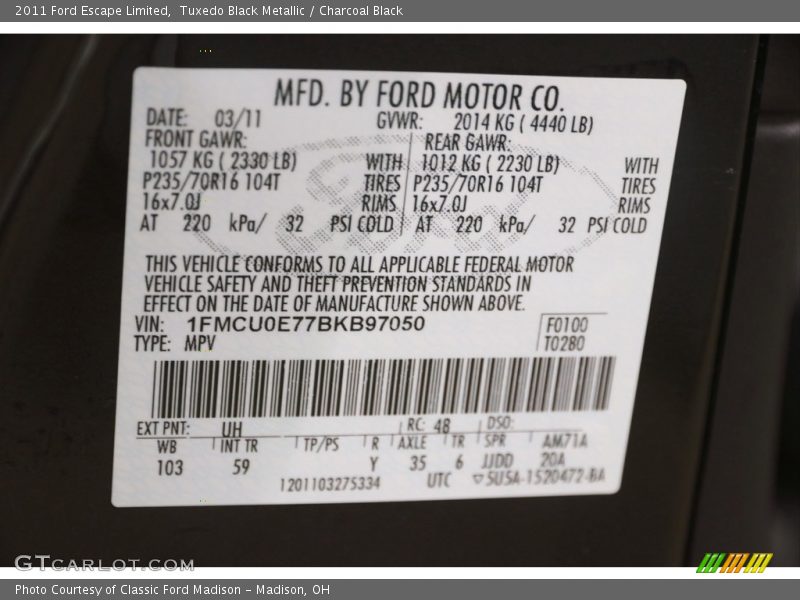 2011 Ford Escape Limited,  Tuxedo Black Metallic / Charcoal Black
MFD. BY FORD MOTOR CO.
DATE: 03/11 GVWR: 2014 KG ( 4440 LB)
FRONT GAWR: REAR GAWR:
1057 KG ( 2330 LB) WITH 1012 KG ( 2230 LB) WITH
P235/70R16 104T TIRES P235/70R16 104T TIRES
16x7.0J RIMS 16x7.0J RIMS
AT 220 kPa/ 32 PSI COLD AT 220 kPa/ 32 PSI COLD
THIS VEHICLE CONFORMS TO ALL APPLICABLE FEDERAL MOTOR
VEHICLE SAFETY AND THEFT PREVENTION STANDARDS IN
EFFECT ON THE DATE OF MANUFACTURE SHOWN ABOVE.
VIN: 1FMCU0E77BKB97050 F0100
TYPE: MPV T0280
EXT PNT: UH RC: 48 DSO:
WB INT TR TP/PS R AXLE TR SPR AM71A
103 59 Y 35 6 JJDD 20A
1201103275334 UTC ▽5U5A-1520472-BA
GTCARLOT.COM
Photo Courtesy of Classic Ford Madison - Madison, OH